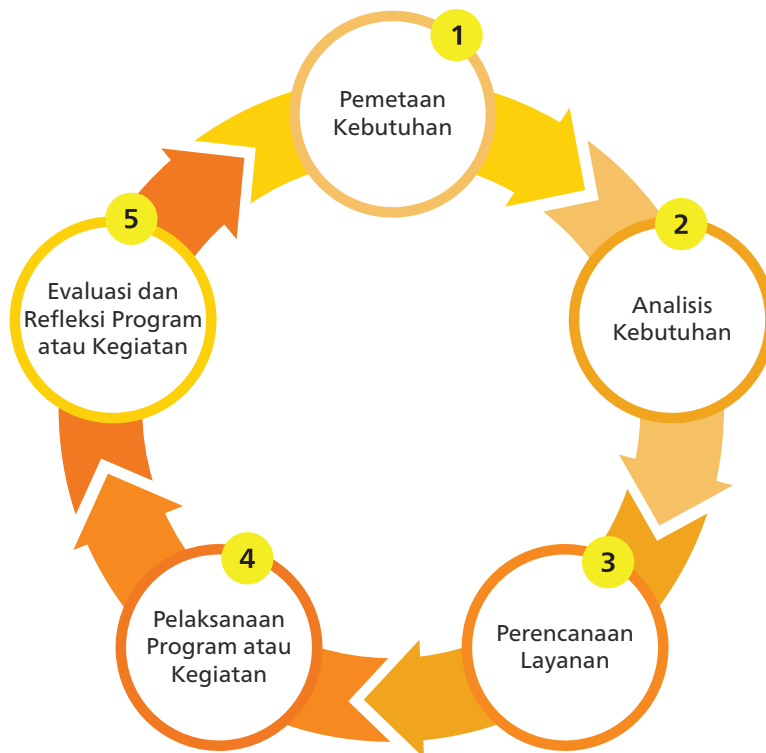 1
Pemetaan
Kebutuhan
2
Analisis
Kebutuhan
3
Perencanaan
Layanan
4
Pelaksanaan
Program atau
Kegiatan
5
Evaluasi dan
Refleksi Program
atau Kegiatan